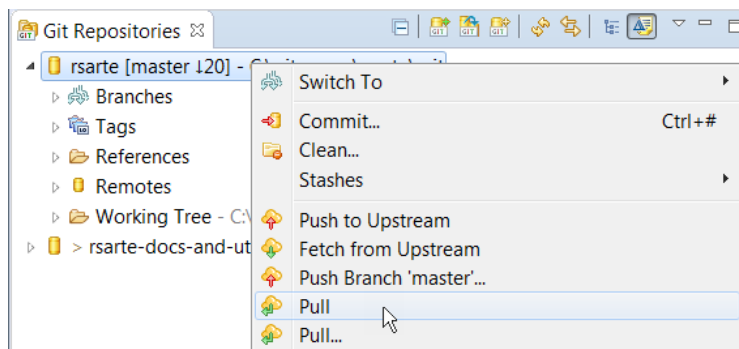 Git Repositories
rsarte [master ↓20] -
Switch To
Branches
Tags
Commit... Ctrl+#
References
Clean...
Remotes
Stashes
Working Tree - C:\
Push to Upstream
> rsarte-docs-and-ut
Fetch from Upstream
Push Branch 'master'...
Pull
Pull...